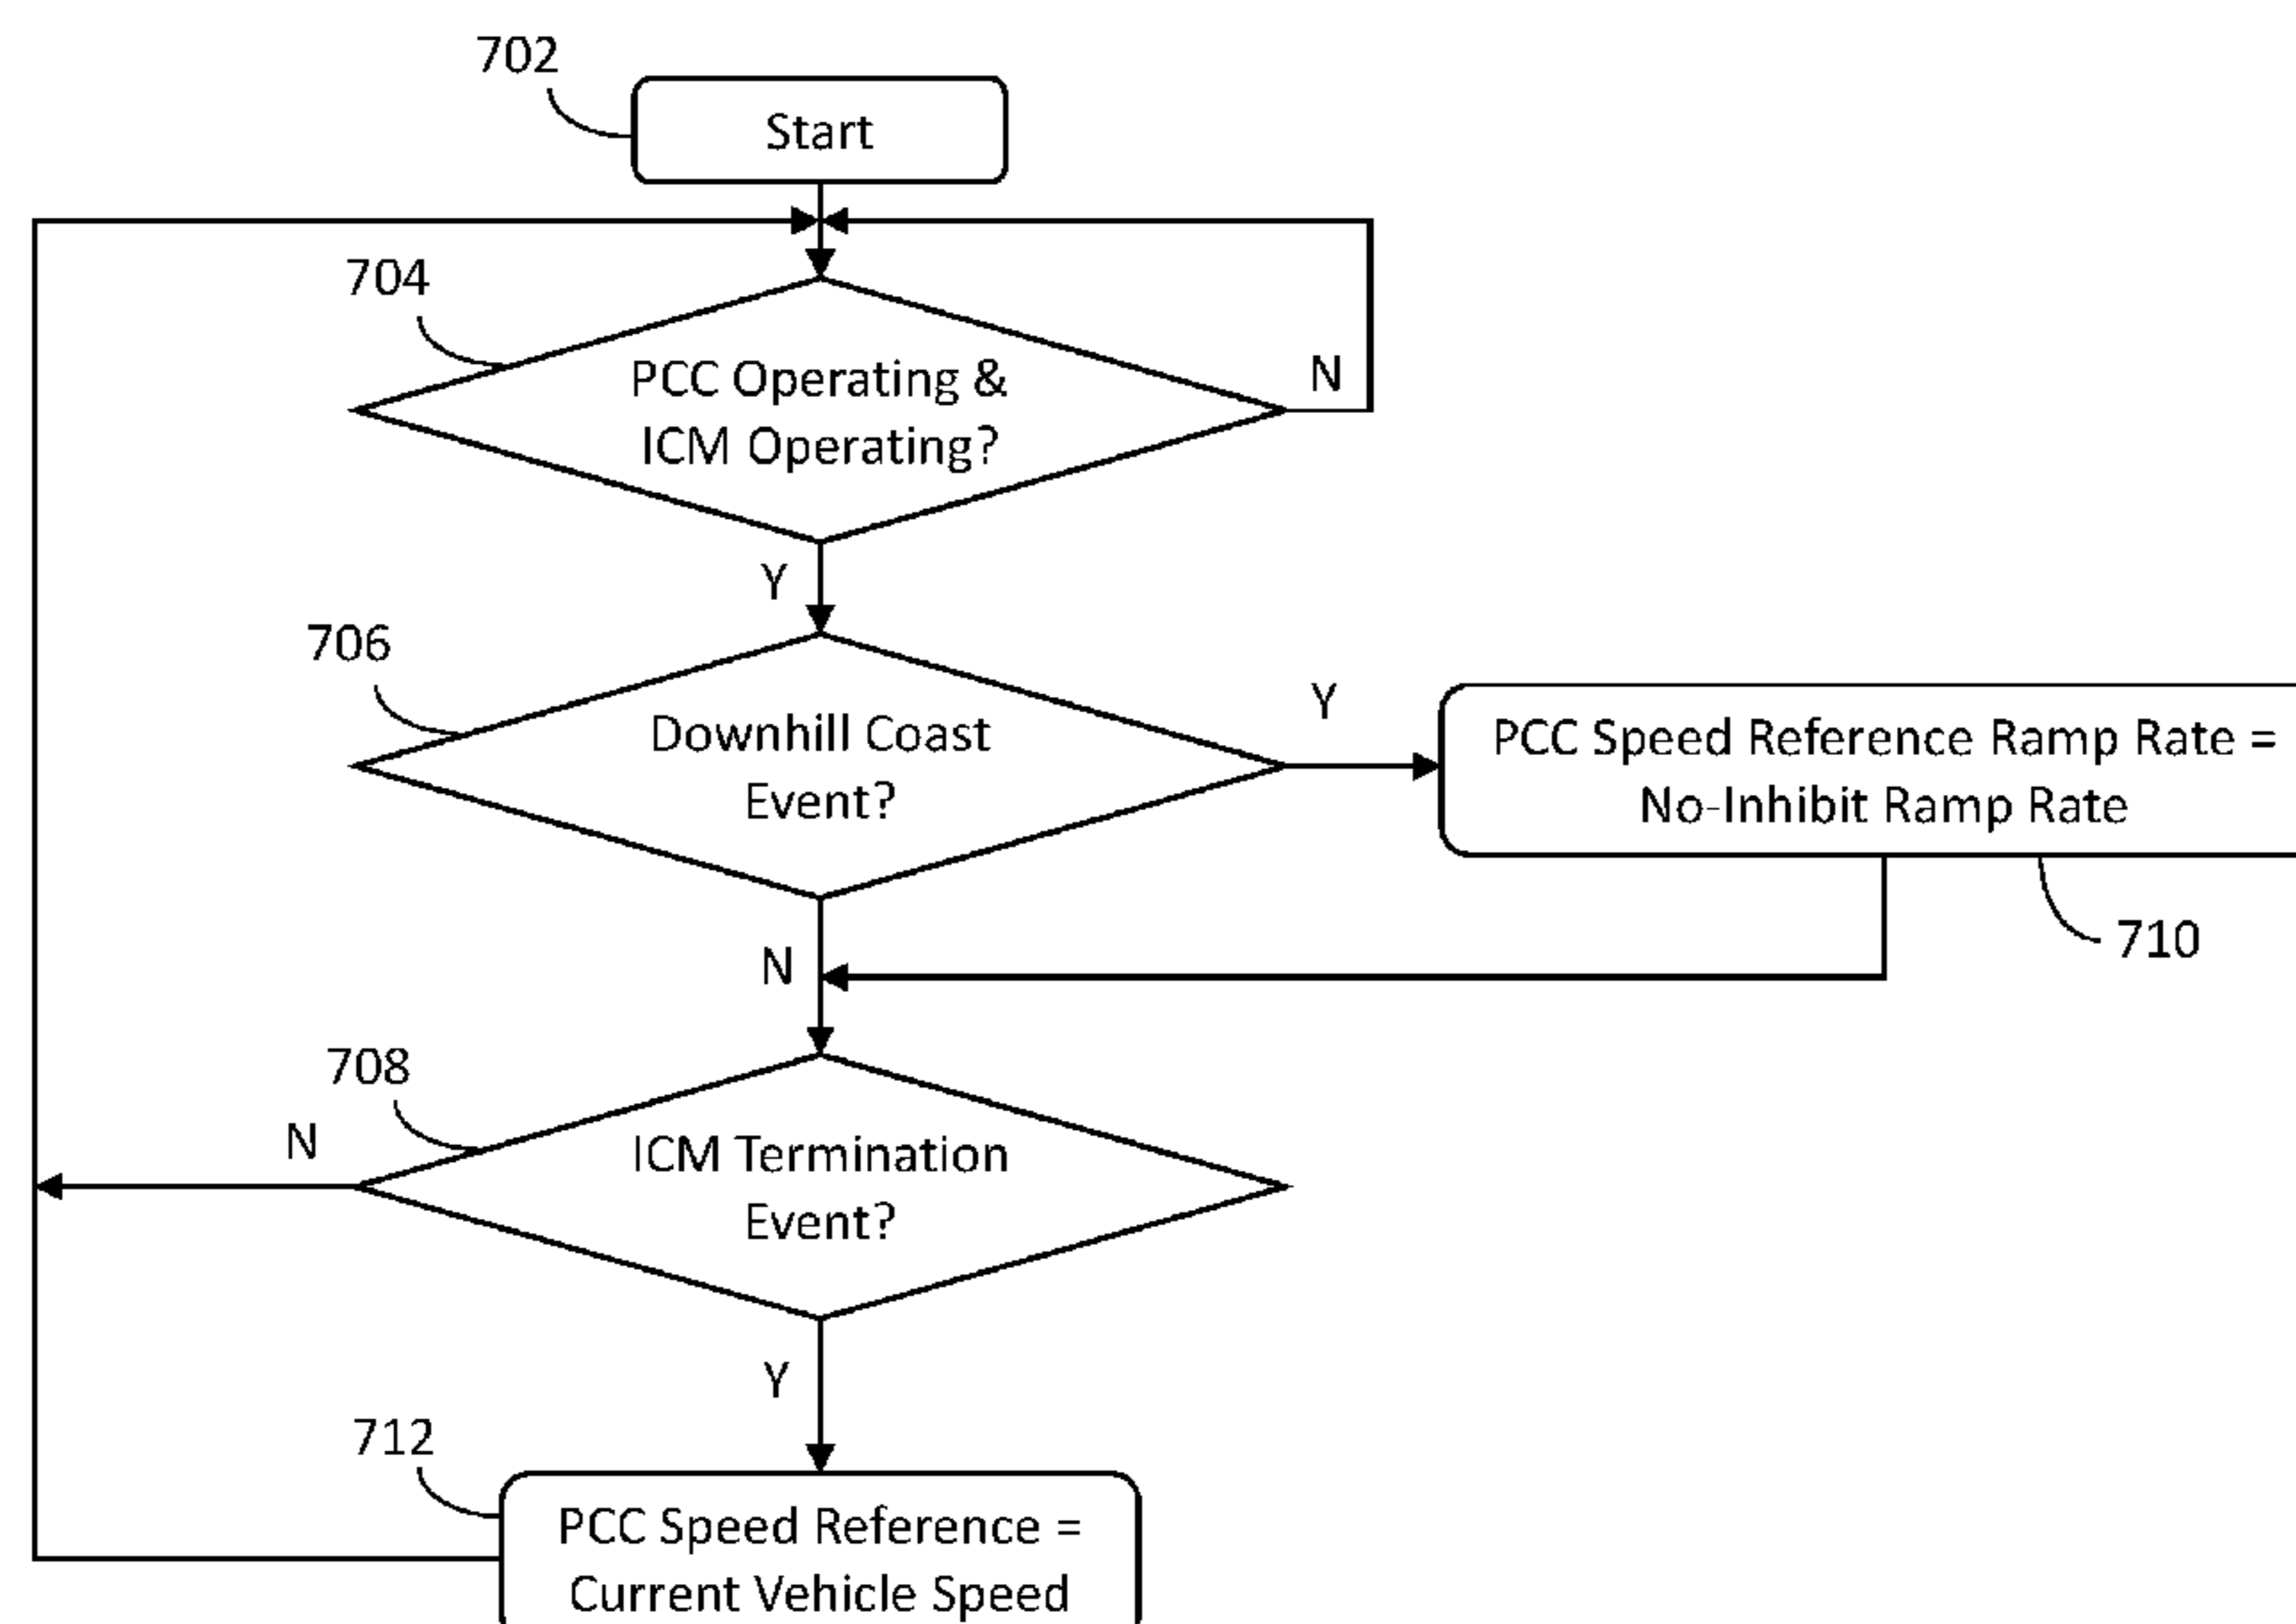 702
Start
704
PCC Operating &
ICM Operating?
N
Y
706
Downhill Coast
Event?
Y
PCC Speed Reference Ramp Rate =
No-Inhibit Ramp Rate
710
N
708
ICM Termination
Event?
N
Y
712
PCC Speed Reference =
Current Vehicle Speed